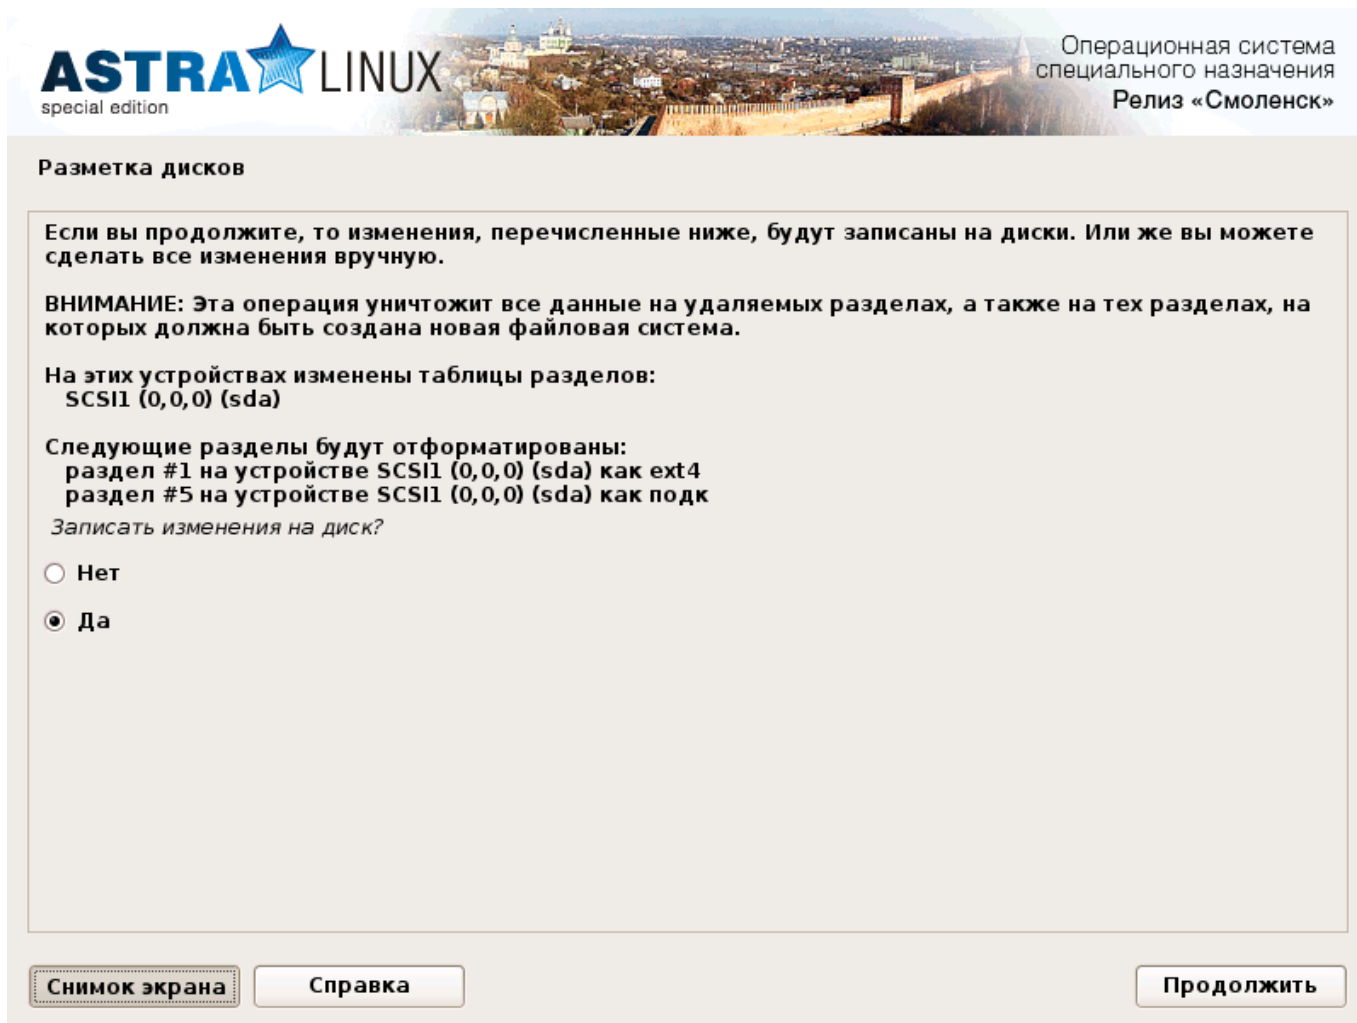 ASTRA LINUX
special edition
Операционная система
специального назначения
Релиз «Смоленск»
Разметка дисков
Если вы продолжите, то изменения, перечисленные ниже, будут записаны на диски. Или же вы можете
сделать все изменения вручную.
ВНИМАНИЕ: Эта операция уничтожит все данные на удаляемых разделах, а также на тех разделах, на
которых должна быть создана новая файловая система.
На этих устройствах изменены таблицы разделов:
SCSI1 (0,0,0) (sda)
Следующие разделы будут отформатированы:
раздел #1 на устройстве SCSI1 (0,0,0) (sda) как ext4
раздел #5 на устройстве SCSI1 (0,0,0) (sda) как подк
Записать изменения на диск?
Нет
Да
Снимок экрана
Справка
Продолжить